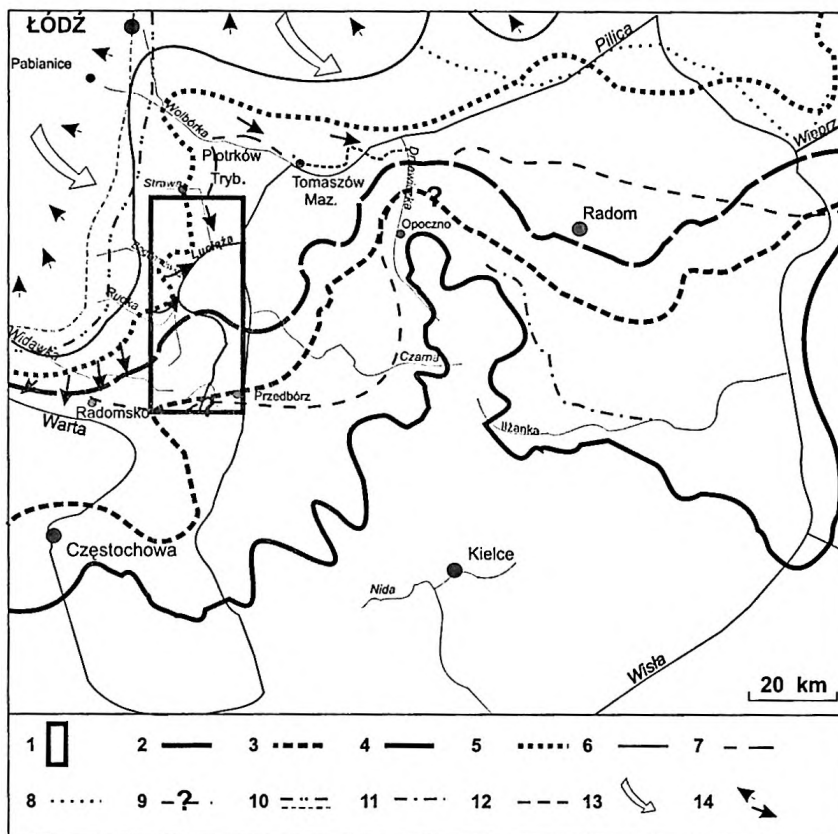 ŁÓDŹ
Pabianice
Pilica
Wolbórka
Wieprz
Piotrków
Tryb.
Tomaszów
Maz.
Strawa
Drzewiczka
Radom
Opoczno
Luciąża
Rudka
Widawka
Czarna
Przedbórz
Radomsko
Warta
Iłżanka
Częstochowa
Kielce
Nida
Wisła
20 km
1 2 3 4 5 6 7
8 9 ? 10 11 12 13 14
?